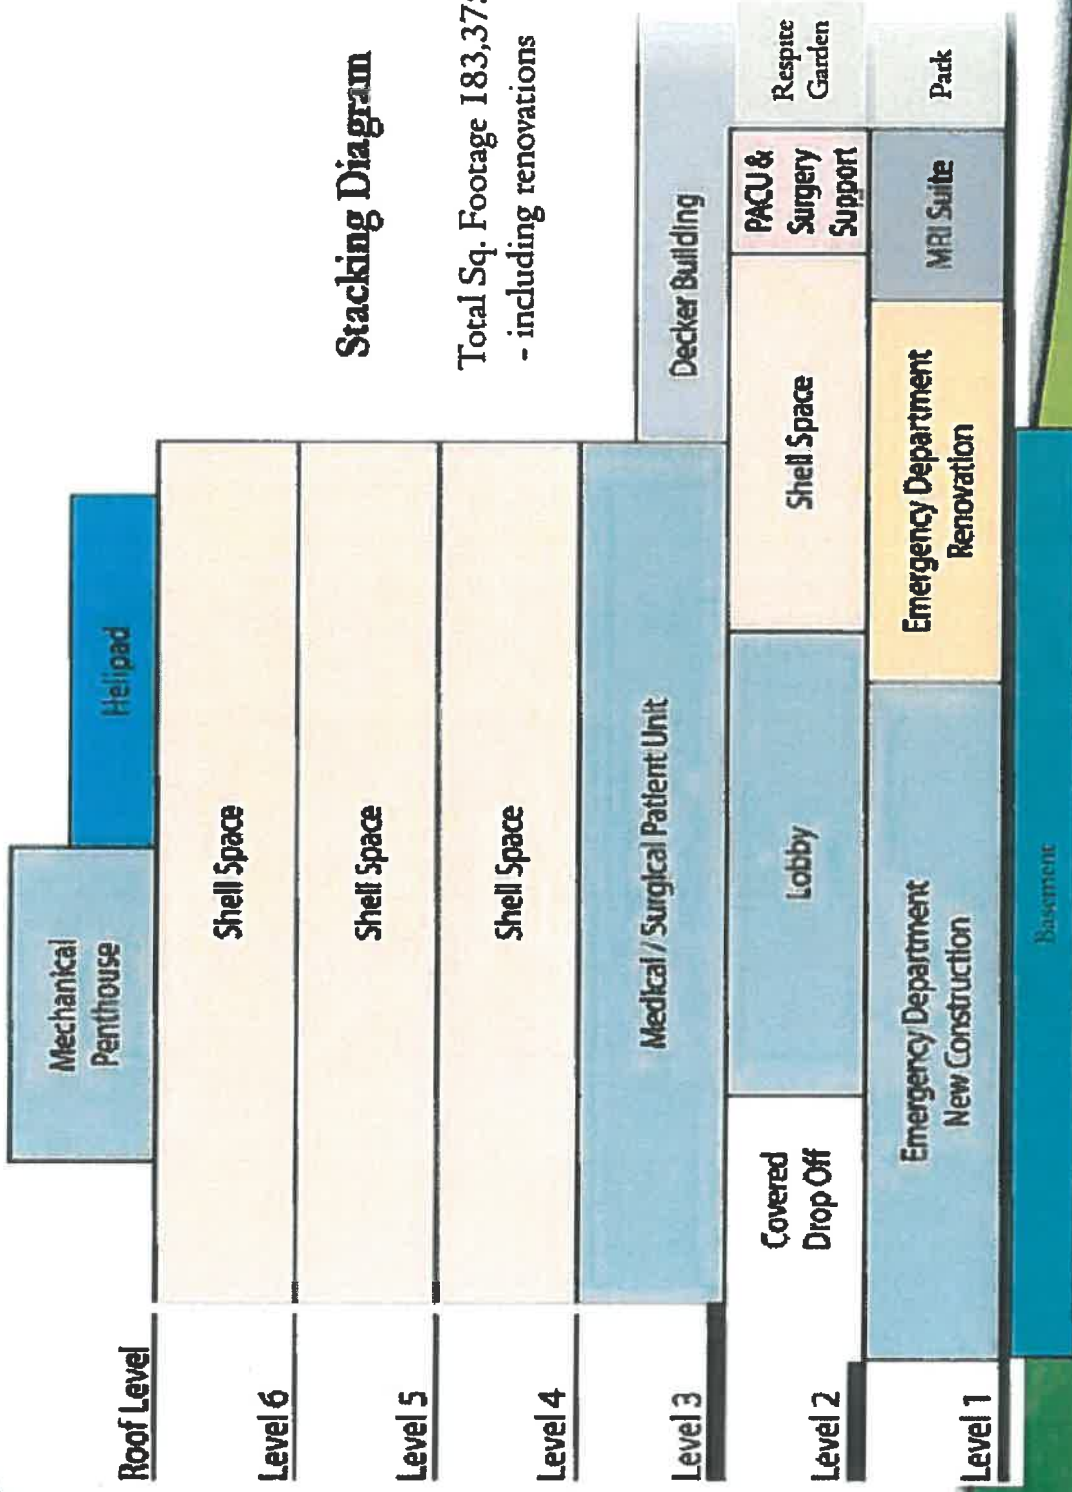 Mechanical
Penthouse
Helipad
Roof Level
Shell Space
Level 6
Shell Space
Level 5
Shell Space
Level 4
Stacking Diagram
Total Sq. Footage
- including renovations
Medical / Surgical Patient Unit
Decker Building
Level 3
Covered
Drop Off
Lobby
Shell Space
PACU &
Surgery
Support
Respite
Garden
Level 2
Emergency Department
New Construction
Emergency Department
Renovation
MRI Suite
Park
Level 1
Basement